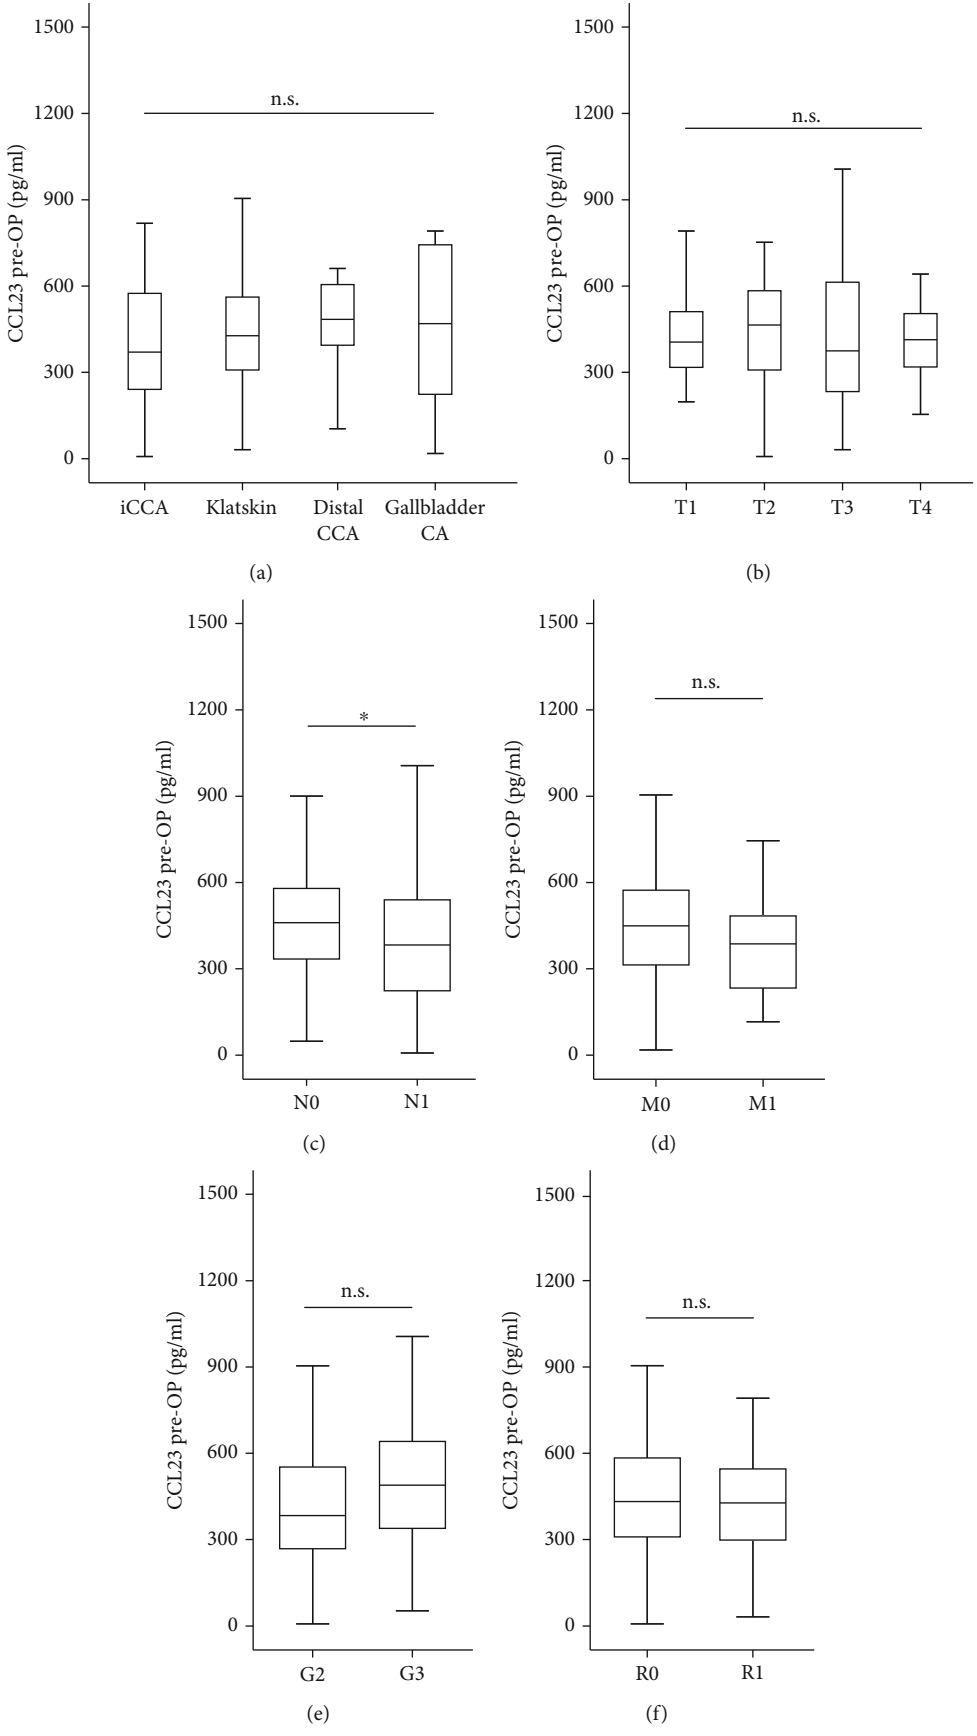 1500
1200
900
600
300
0
CCL23 pre-OP (pg/ml)
n.s.
iCCA Klatskin Distal CCA Gallbladder CA
(a)
1500
1200
900
600
300
0
CCL23 pre-OP (pg/ml)
n.s.
T1 T2 T3 T4
(b)
1500
1200
900
600
300
0
CCL23 pre-OP (pg/ml)
*
N0 N1
(c)
1500
1200
900
600
300
0
CCL23 pre-OP (pg/ml)
n.s.
M0 M1
(d)
1500
1200
900
600
300
0
CCL23 pre-OP (pg/ml)
n.s.
G2 G3
(e)
1500
1200
900
600
300
0
CCL23 pre-OP (pg/ml)
n.s.
R0 R1
(f)